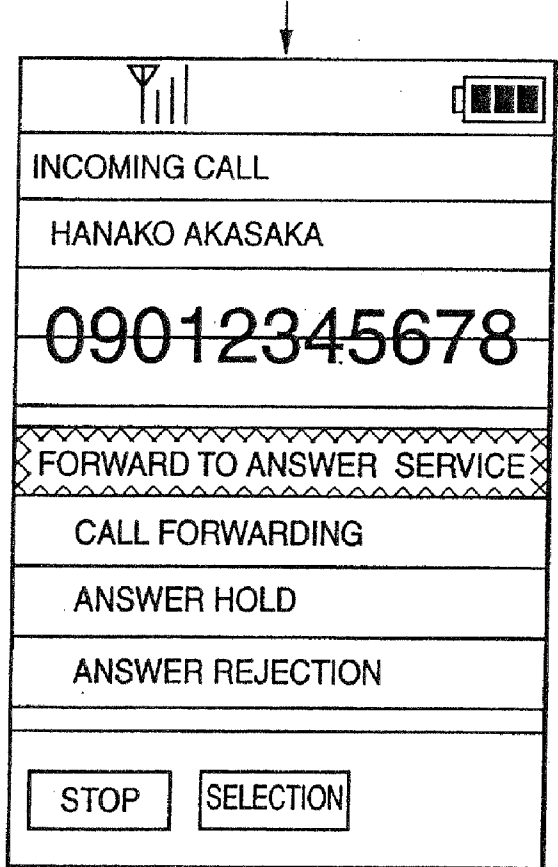 INCOMING CALL
HANAKO AKASAKA
09012345678
FORWARD TO ANSWER SERVICE
CALL FORWARDING
ANSWER HOLD
ANSWER REJECTION
STOP SELECTION